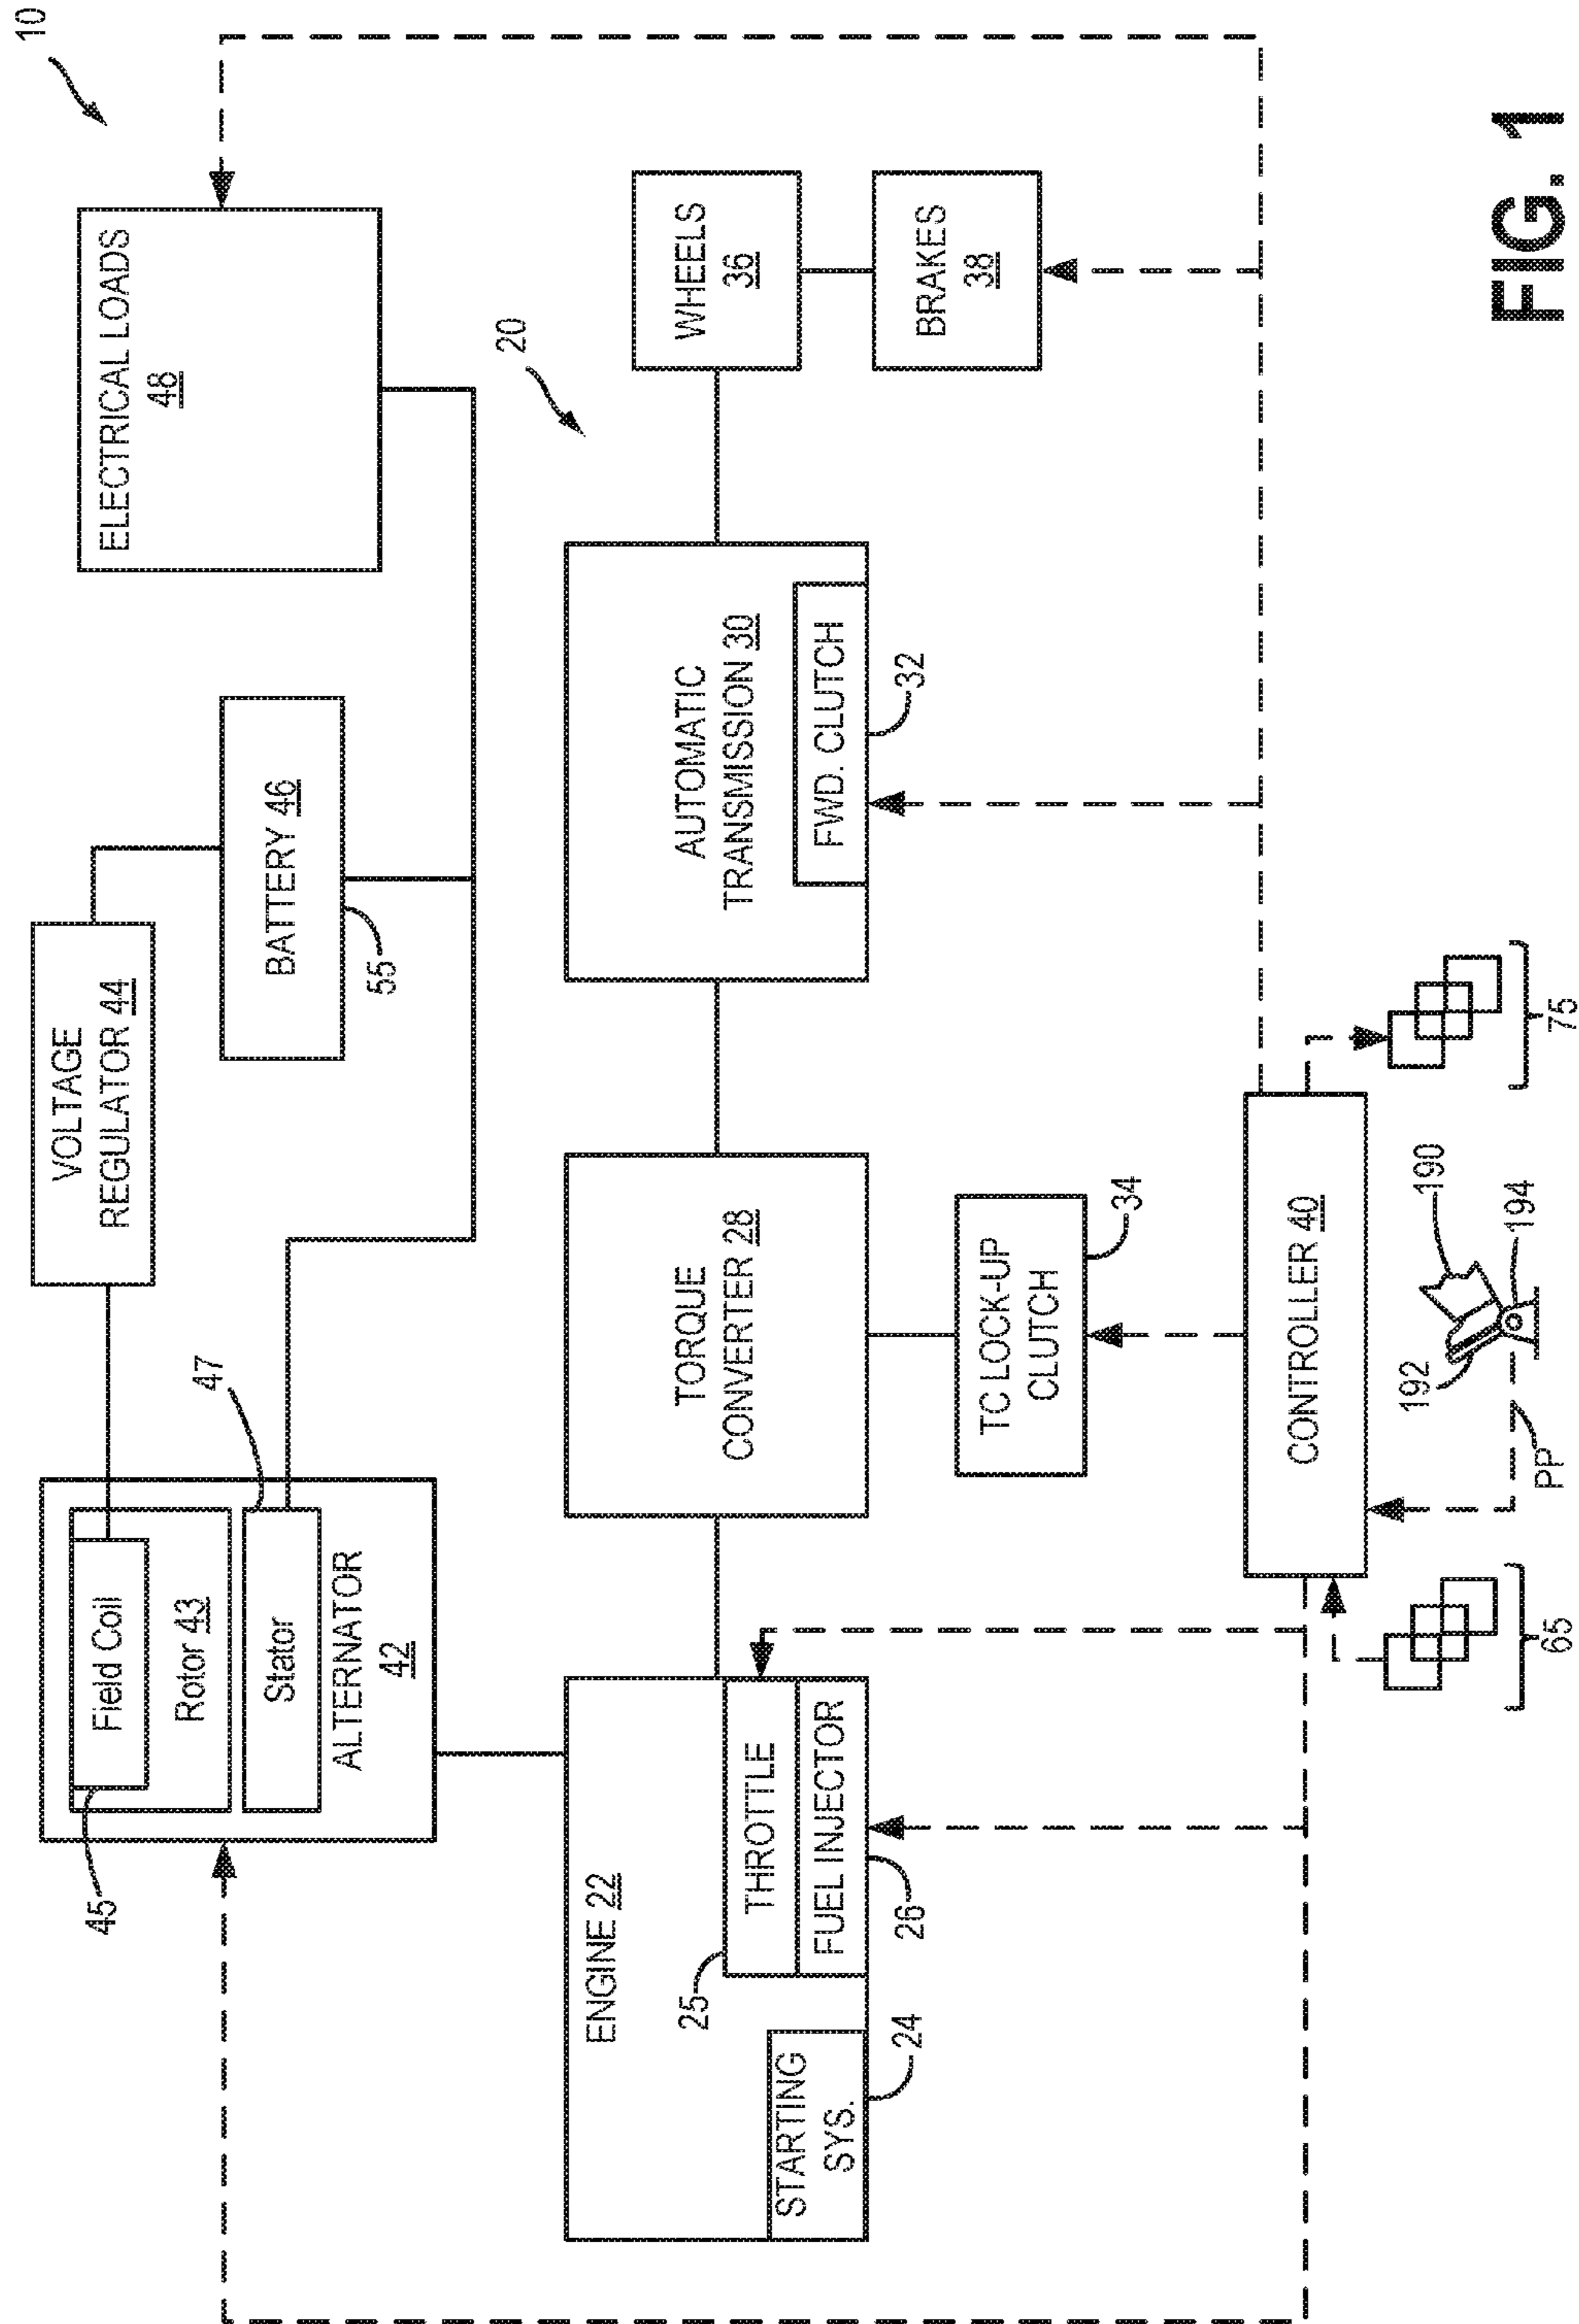 10
ELECTRICAL LOADS
48
VOLTAGE
REGULATOR 44
BATTERY 46
55
47
Field Coil
Rotor 43
Stator
ALTERNATOR
42
45
20
ENGINE 22
25
THROTTLE
FUEL INJECTOR
26
STARTING
SYS.
24
TORQUE
CONVERTER 28
TC LOCK-UP
CLUTCH
34
AUTOMATIC
TRANSMISSION 30
FWD. CLUTCH
32
WHEELS
36
BRAKES
38
CONTROLLER 40
65
PP
192
190
194
75
FIG. 1